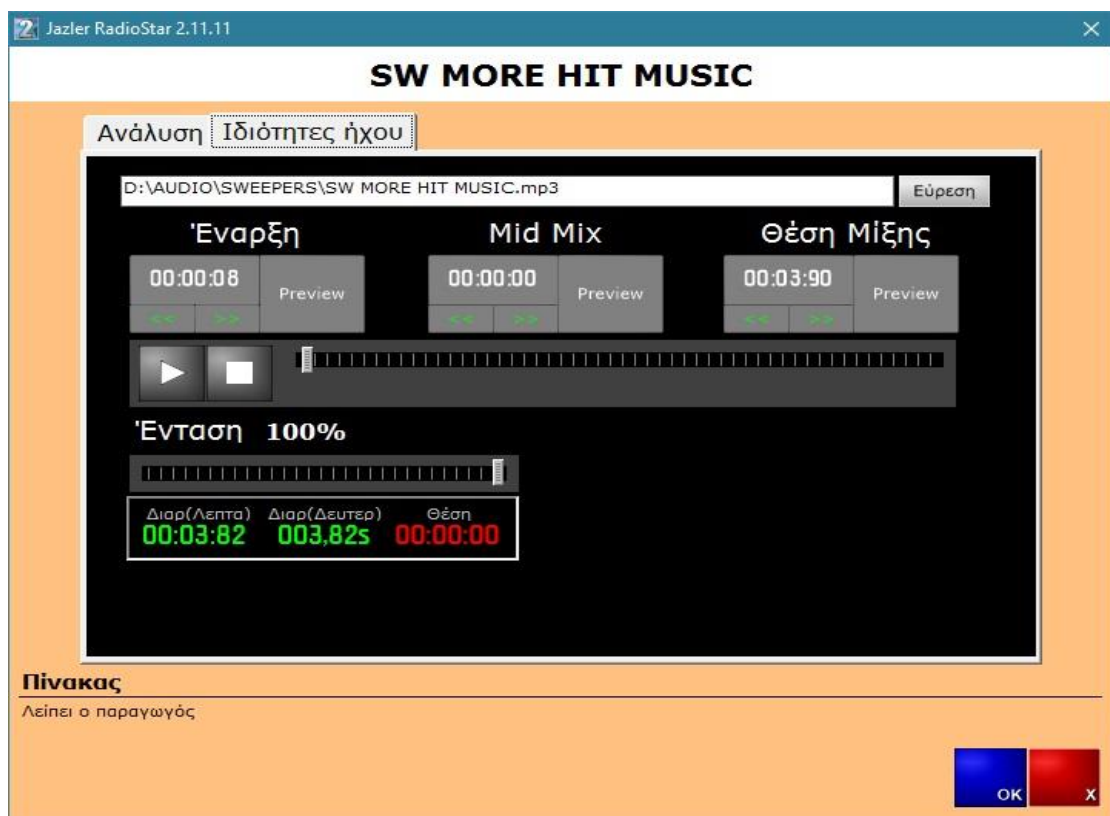 Jazler RadioStar 2.11.11
SW MORE HIT MUSIC
Ανάλυση Ιδιότητες ήχου
D:\AUDIO\SWEEPERS\SW MORE HIT MUSIC.mp3 Εύρεση
Έναρξη Mid Mix Θέση Μίξης
00:00:08 Preview 00:00:00 Preview 00:03:90 Preview
<< >> << >> << >>
Ένταση 100%
Διαρ(Λεπτα) Διαρ(Δευτερ) Θέση
00:03:82 003,82s 00:00:00
Πίνακας
Λείπει ο παραγωγός
OK X